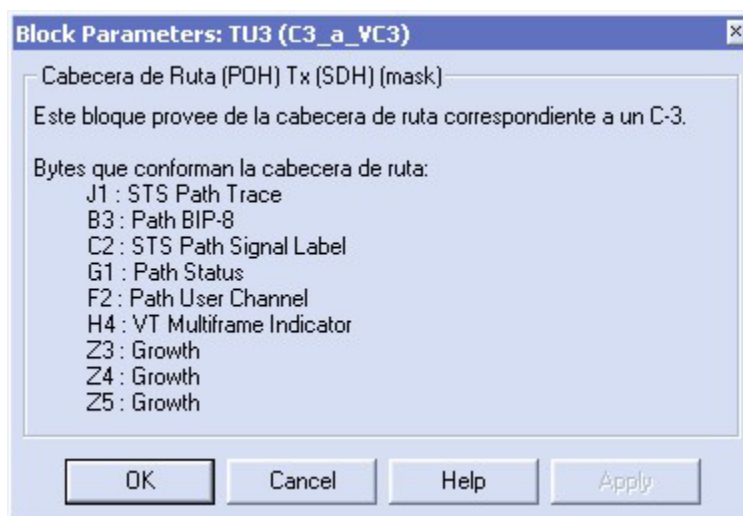 Block Parameters: TU3 (C3_a_VC3)
Cabecera de Ruta (POH) Tx (SDH) (mask)
Este bloque provee de la cabecera de ruta correspondiente a un C-3.
Bytes que conforman la cabecera de ruta:
J1 : STS Path Trace
B3 : Path BIP-8
C2 : STS Path Signal Label
G1 : Path Status
F2 : Path User Channel
H4 : VT Multiframe Indicator
Z3 : Growth
Z4 : Growth
Z5 : Growth
OK Cancel Help Apply